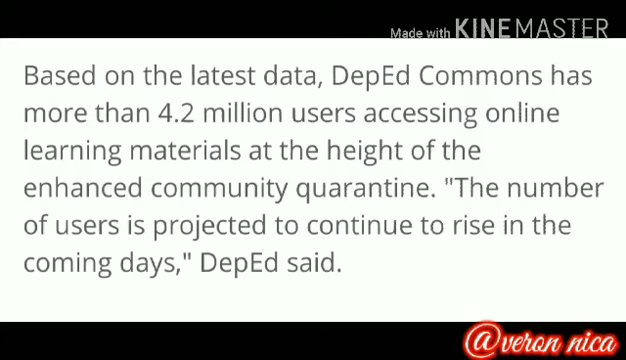 Made with KINEMASTER
Based on the latest data, DepEd Commons has
more than 4.2 million users accessing online
learning materials at the height of the
enhanced community quarantine. "The number
of users is projected to continue to rise in the
coming days," DepEd said.
@veron nica